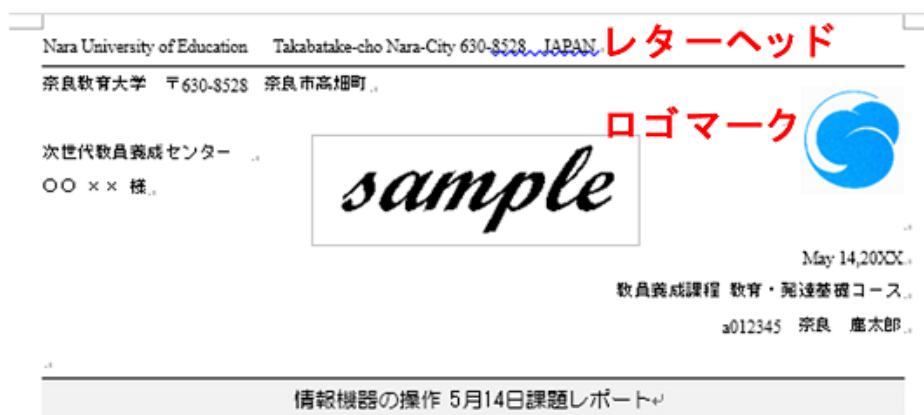 Nara University of Education Takabatake-cho Nara-City 630-8528 JAPAN レターヘッド
奈良教育大学 〒630-8528 奈良市高畑町
ロゴマーク
次世代教員養成センター
〇〇 ×× 様
sample
May 14,20XX
教員養成課程 教育・発達基礎コース
a012345 奈良 鹿太郎
情報機器の操作 5月14日課題レポート